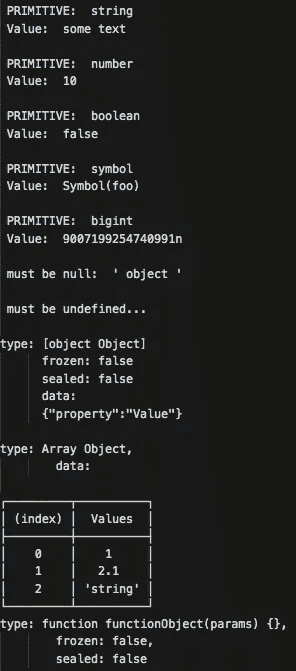 PRIMITIVE:  string
Value:  some text
PRIMITIVE:  number
Value:  10
PRIMITIVE:  boolean
Value:  false
PRIMITIVE:  symbol
Value:  Symbol(foo)
PRIMITIVE:  bigint
Value:  9007199254740991n
must be null:  ' object '
must be undefined...
type: [object Object]
frozen: false
sealed: false
data:
{"property":"Value"}
type: Array Object,
data:
(index) Values
0 1
1 2.1
2 'string'
type: function functionObject(params) {},
frozen: false,
sealed: false